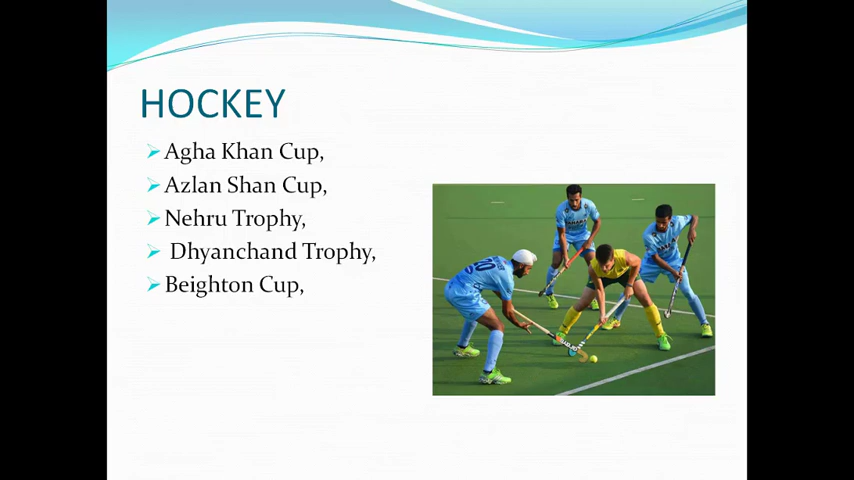 HOCKEY
Agha Khan Cup,
Azlan Shan Cup,
Nehru Trophy,
Dhyanchand Trophy,
Beighton Cup,